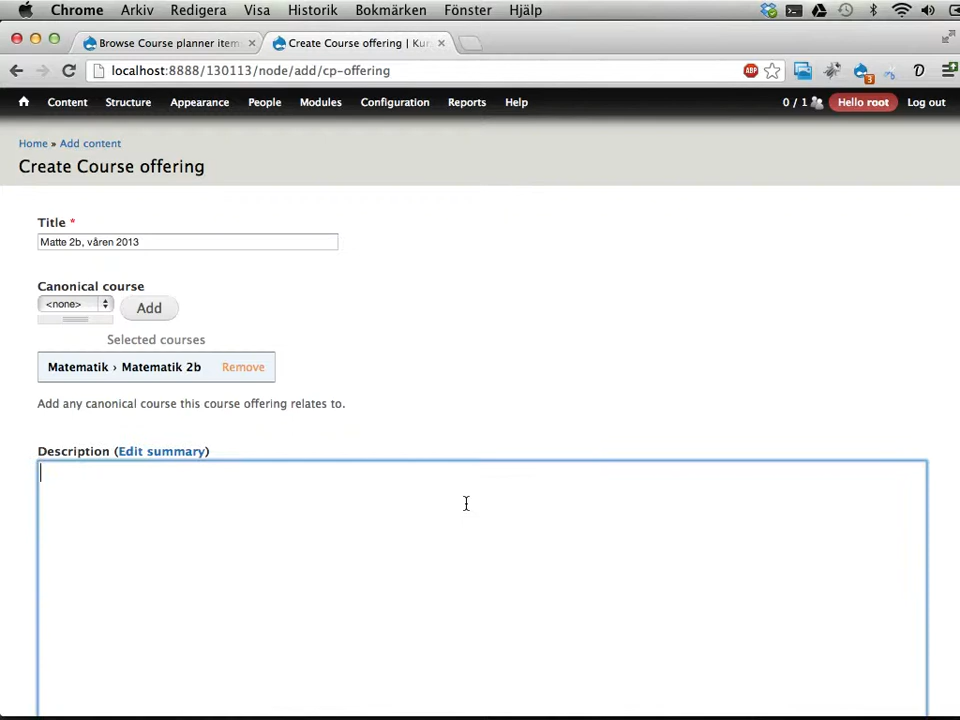 Chrome Arkiv Redigera Visa Historik Bokmärken Fönster Hjälp
Browse Course planner item × Create Course offering | Kur ×
localhost:8888/130113/node/add/cp-offering ABP 3 D
Content Structure Appearance People Modules Configuration Reports Help 0 / 1 Hello root Log out
Home » Add content
Create Course offering
Title *
Matte 2b, våren 2013
Canonical course
<none> Add
Selected courses
Matematik › Matematik 2b Remove
Add any canonical course this course offering relates to.
Description (Edit summary)